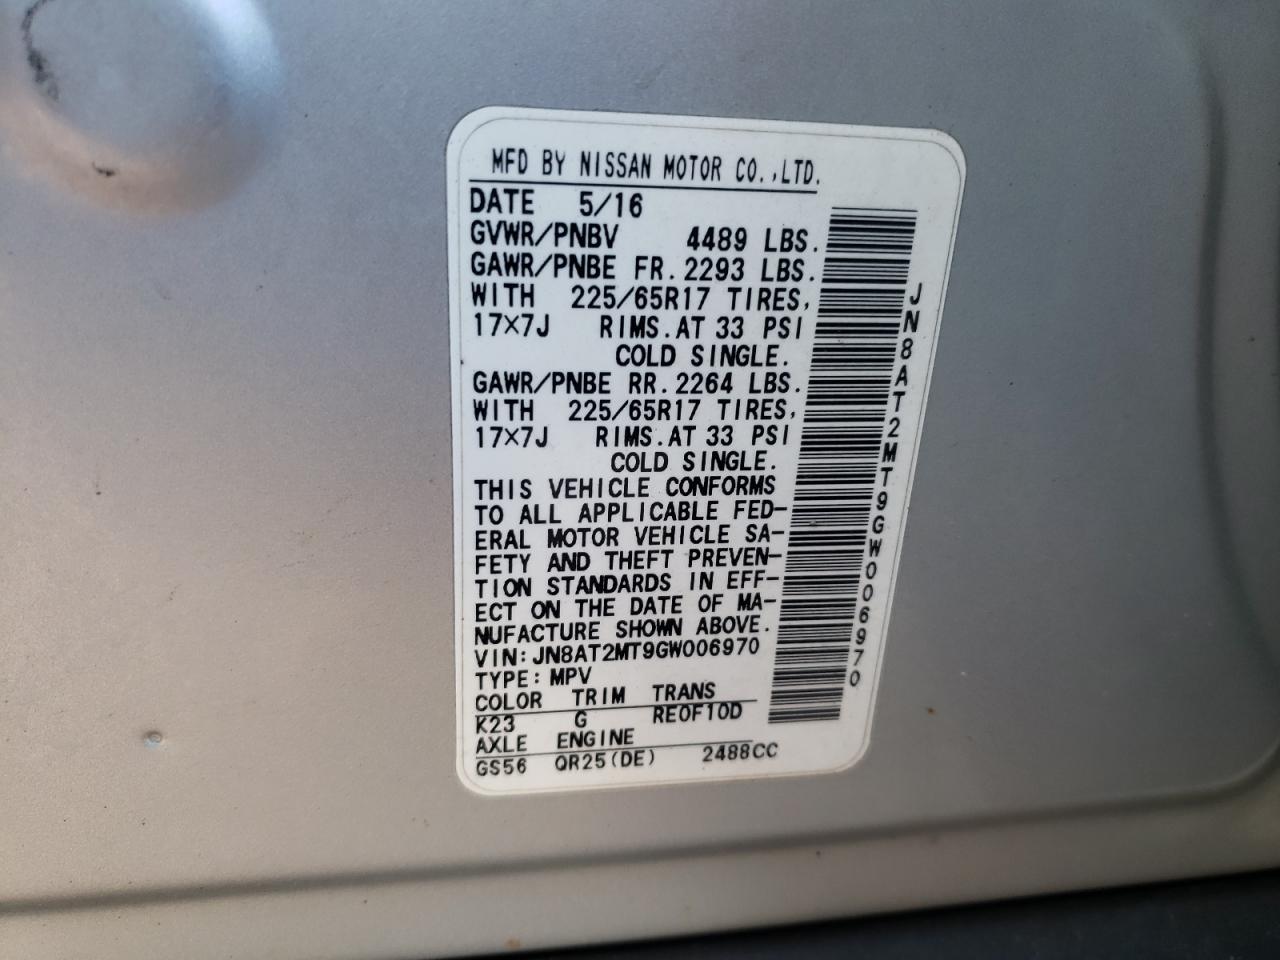 MFD BY NISSAN MOTOR CO.,LTD.
DATE 5/16
GVWR/PNBV 4489 LBS.
GAWR/PNBE FR. 2293 LBS.
WITH 225/65R17 TIRES,
17×7J RIMS. AT 33 PSI
COLD SINGLE.
GAWR/PNBE RR. 2264 LBS.
WITH 225/65R17 TIRES,
17×7J RIMS. AT 33 PSI
COLD SINGLE.
THIS VEHICLE CONFORMS
TO ALL APPLICABLE FED-
ERAL MOTOR VEHICLE SA-
FETY AND THEFT PREVEN-
TION STANDARDS IN EFF-
ECT ON THE DATE OF MA-
NUFACTURE SHOWN ABOVE.
VIN: JN8AT2MT9GW006970
TYPE: MPV
COLOR TRIM TRANS
K23 G RE0F10D
AXLE ENGINE
GS56 QR25(DE) 2488CC
JN8AT2MT9GW006970